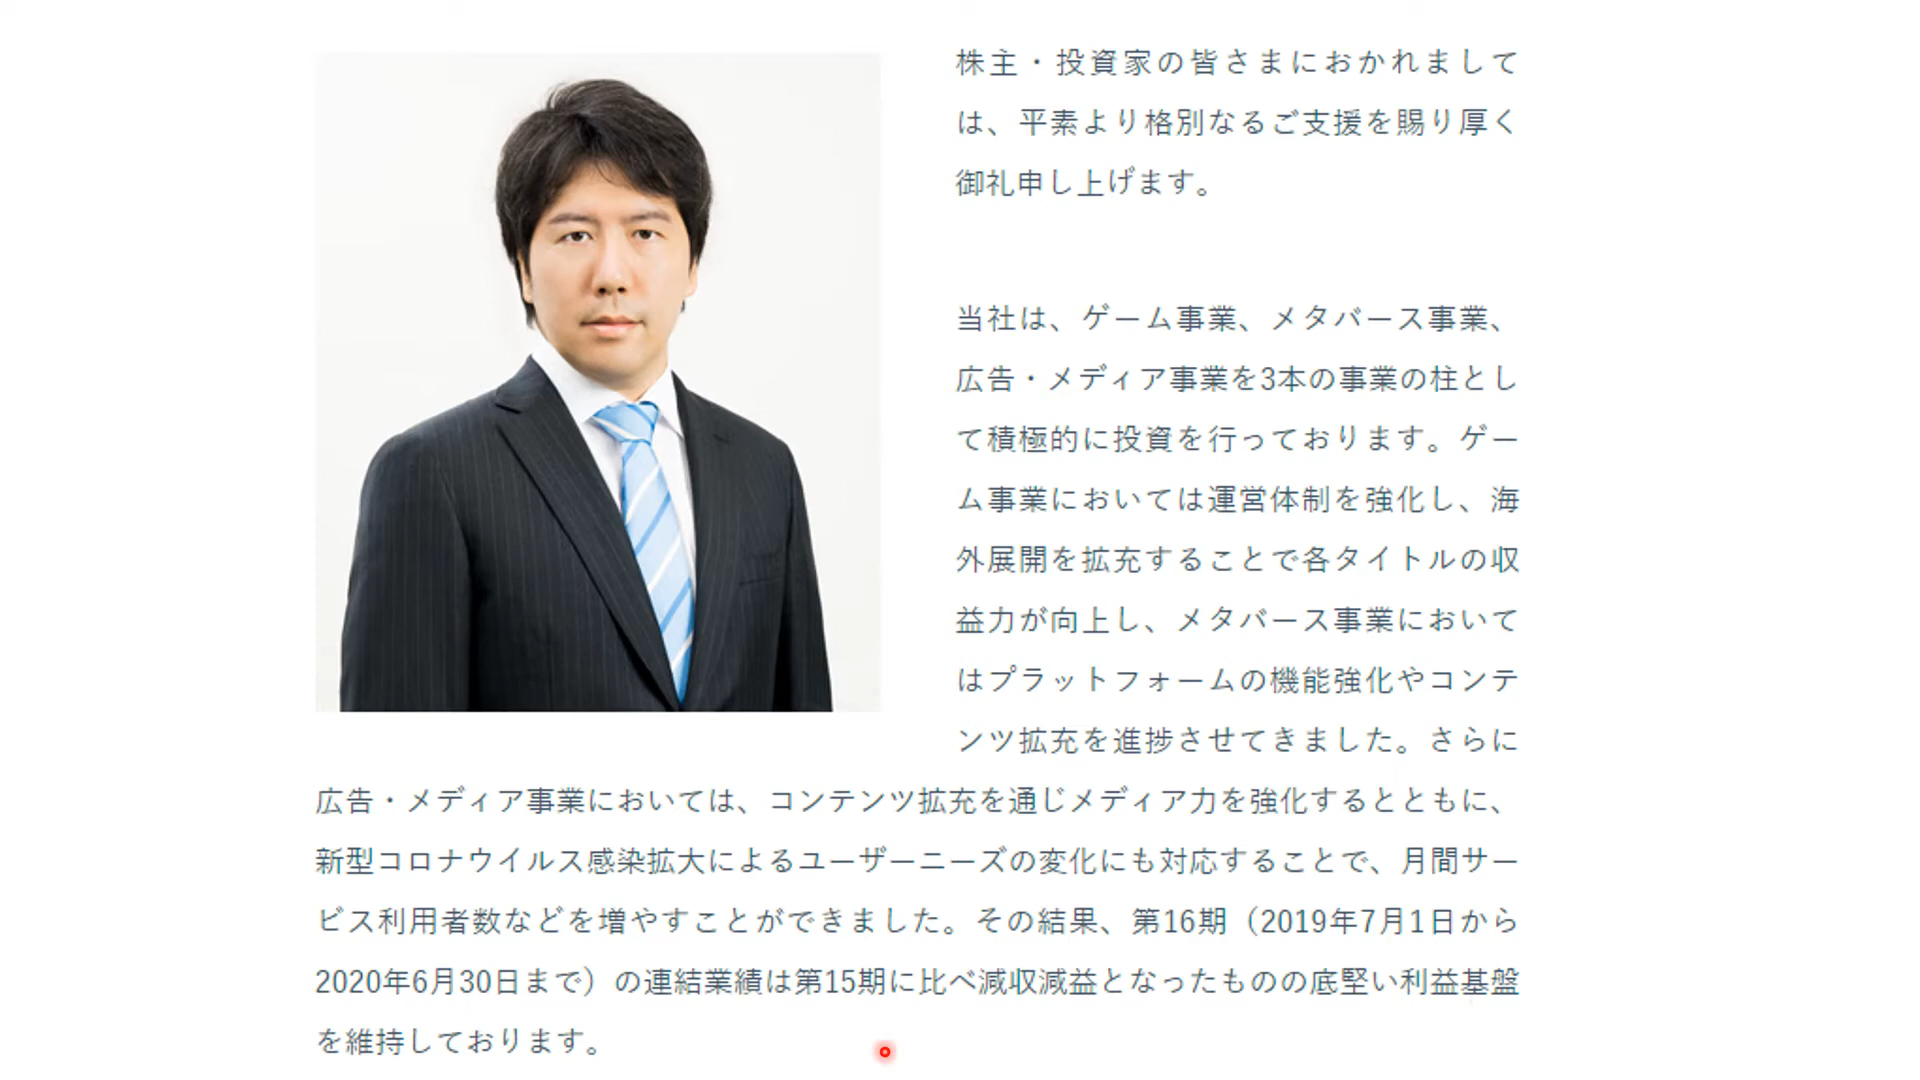 株主・投資家の皆さまにおかれまして
は、平素より格別なるご支援を賜り厚く
御礼申し上げます。
当社は、ゲーム事業、メタバース事業、
広告・メディア事業を3本の事業の柱とし
て積極的に投資を行っております。ゲー
ム事業においては運営体制を強化し、海
外展開を拡充することで各タイトルの収
益力が向上し、メタバース事業において
はプラットフォームの機能強化やコンテ
ンツ拡充を進捗させてきました。さらに
広告・メディア事業においては、コンテンツ拡充を通じメディア力を強化するとともに、
新型コロナウイルス感染拡大によるユーザーニーズの変化にも対応することで、月間サー
ビス利用者数などを増やすことができました。その結果、第16期（2019年7月1日から
2020年6月30日まで）の連結業績は第15期に比べ減収減益となったものの底堅い利益基盤
を維持しております。